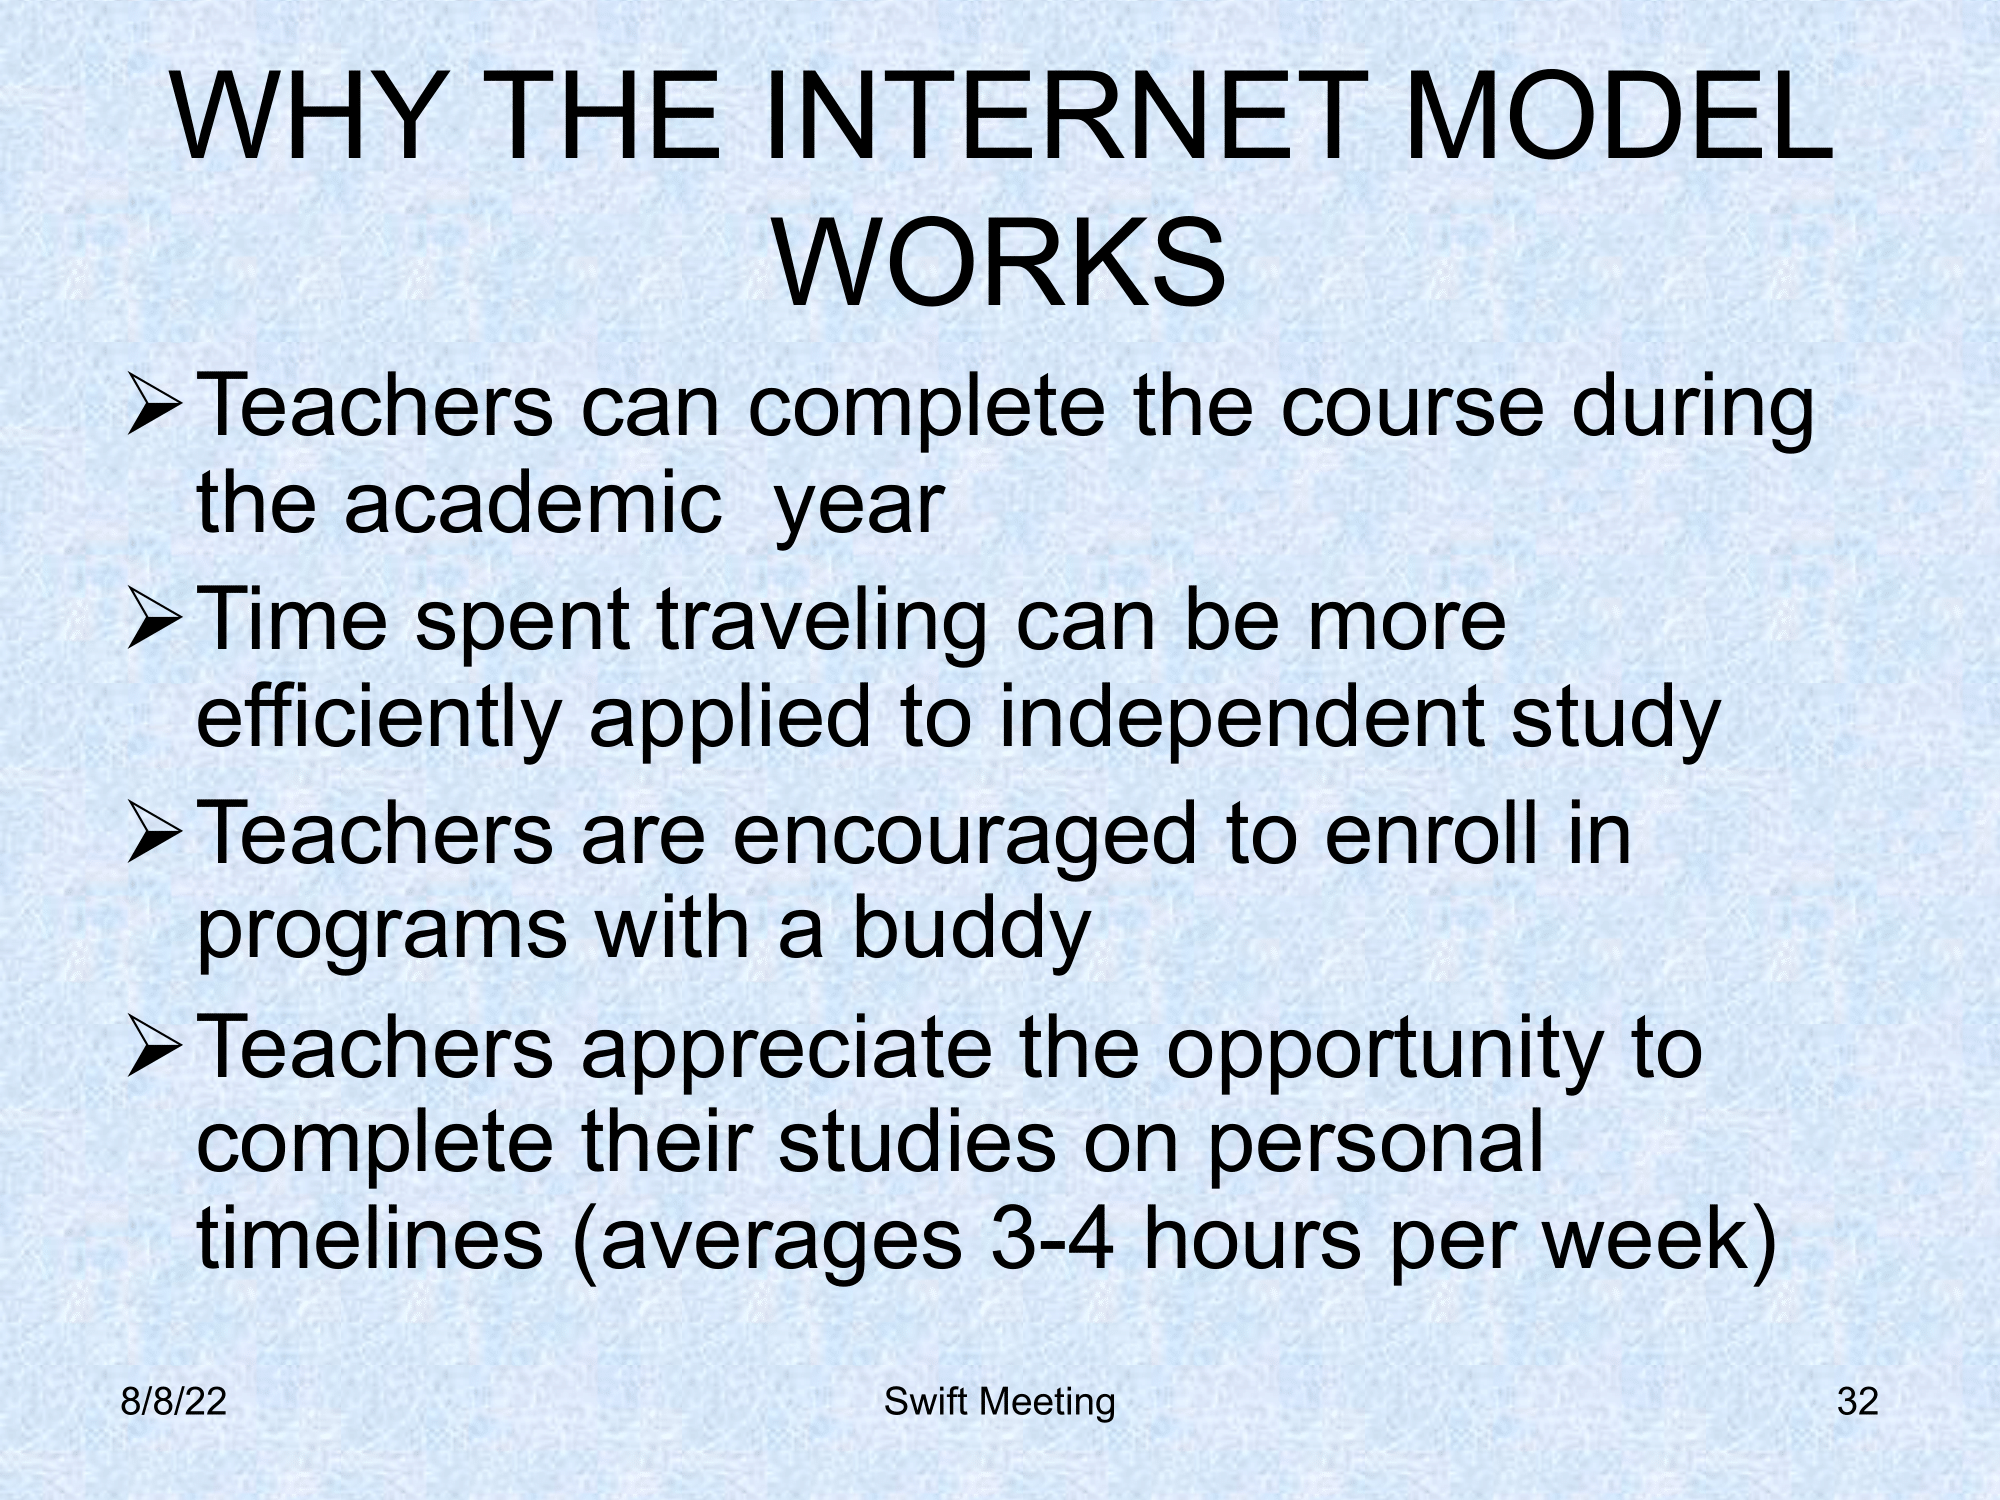 WHY THE INTERNET MODEL
WORKS
➢Teachers can complete the course during
the academic  year
➢Time spent traveling can be more
efficiently applied to independent study
➢Teachers are encouraged to enroll in
programs with a buddy
➢Teachers appreciate the opportunity to
complete their studies on personal
timelines (averages 3-4 hours per week)
8/8/22
Swift Meeting
32